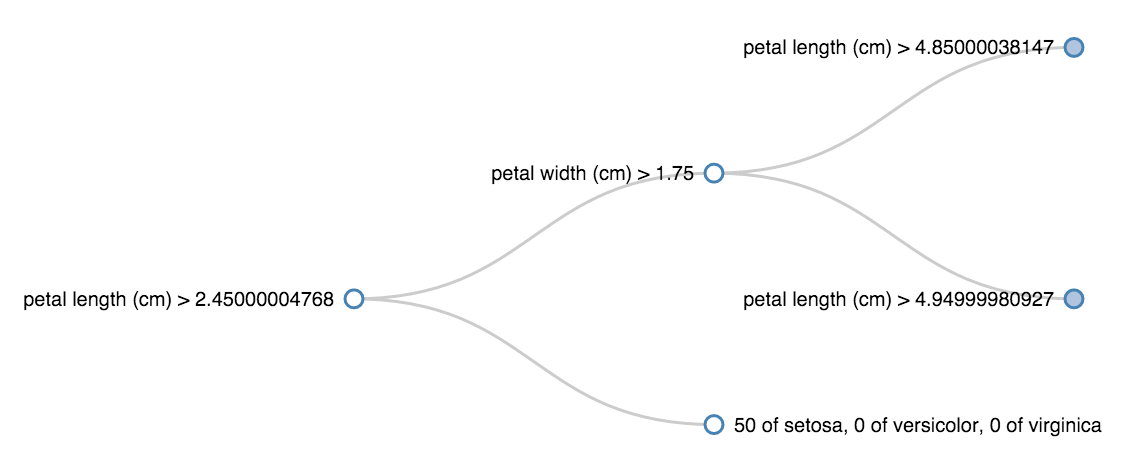 petal length (cm) > 4.85000038147
petal width (cm) > 1.75
petal length (cm) > 2.45000004768
petal length (cm) > 4.94999980927
50 of setosa, 0 of versicolor, 0 of virginica